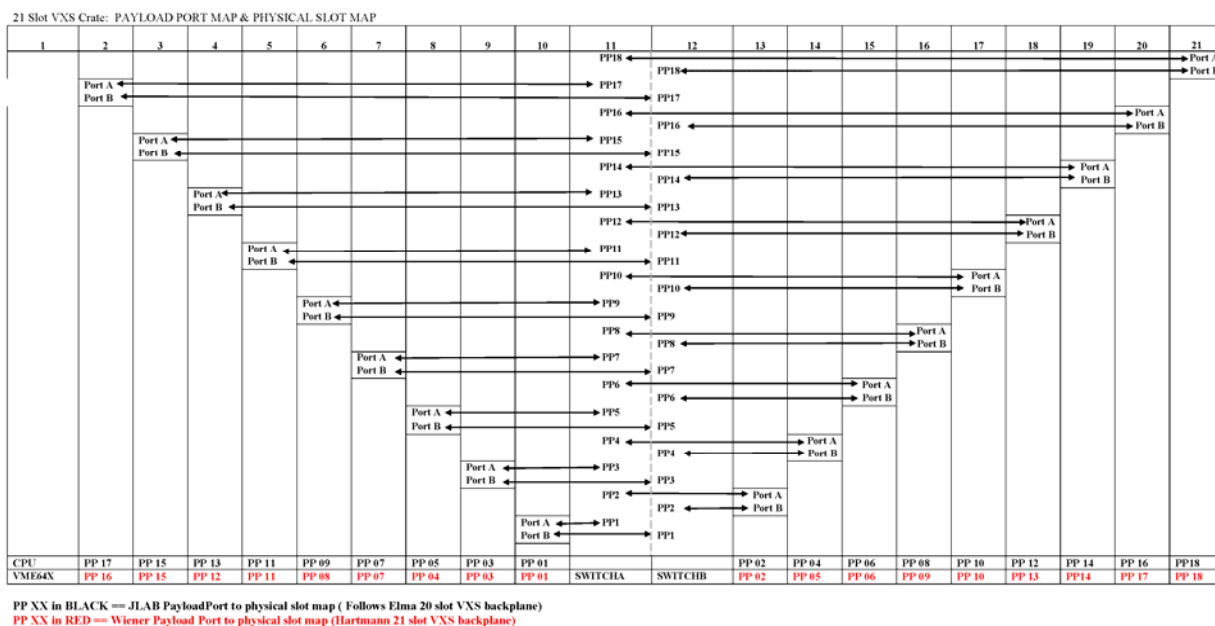 21 Slot VXS Crate: PAYLOAD PORT MAP & PHYSICAL SLOT MAP
1 2 3 4 5 6 7 8 9 10 11 12 13 14 15 16 17 18 19 20 21
PP18 Port A
PP18 Port B
Port A PP17
Port B PP17
PP16 Port A
PP16 Port B
Port A PP15
Port B PP15
PP14 Port A
PP14 Port B
Port A PP13
Port B PP13
PP12 Port A
PP12 Port B
Port A PP11
Port B PP11
PP10 Port A
PP10 Port B
Port A PP9
Port B PP9
PP8 Port A
PP8 Port B
Port A PP7
Port B PP7
PP6 Port A
PP6 Port B
Port A PP5
Port B PP5
PP4 Port A
PP4 Port B
Port A PP3
Port B PP3
PP2 Port A
PP2 Port B
Port A PP1
Port B PP1
CPU PP 17 PP 15 PP 13 PP 11 PP 09 PP 07 PP 05 PP 03 PP 01 PP 02 PP 04 PP 06 PP 08 PP 10 PP 12 PP 14 PP 16 PP18
VME64X PP 16 PP 15 PP 12 PP 11 PP 08 PP 07 PP 04 PP 03 PP 01 SWITCHA SWITCHB PP 02 PP 05 PP 06 PP 09 PP 10 PP 13 PP14 PP 17 PP 18
PP XX in BLACK == JLAB PayloadPort to physical slot map ( Follows Elma 20 slot VXS backplane)
PP XX in RED == Wiener Payload Port to physical slot map (Hartmann 21 slot VXS backplane)